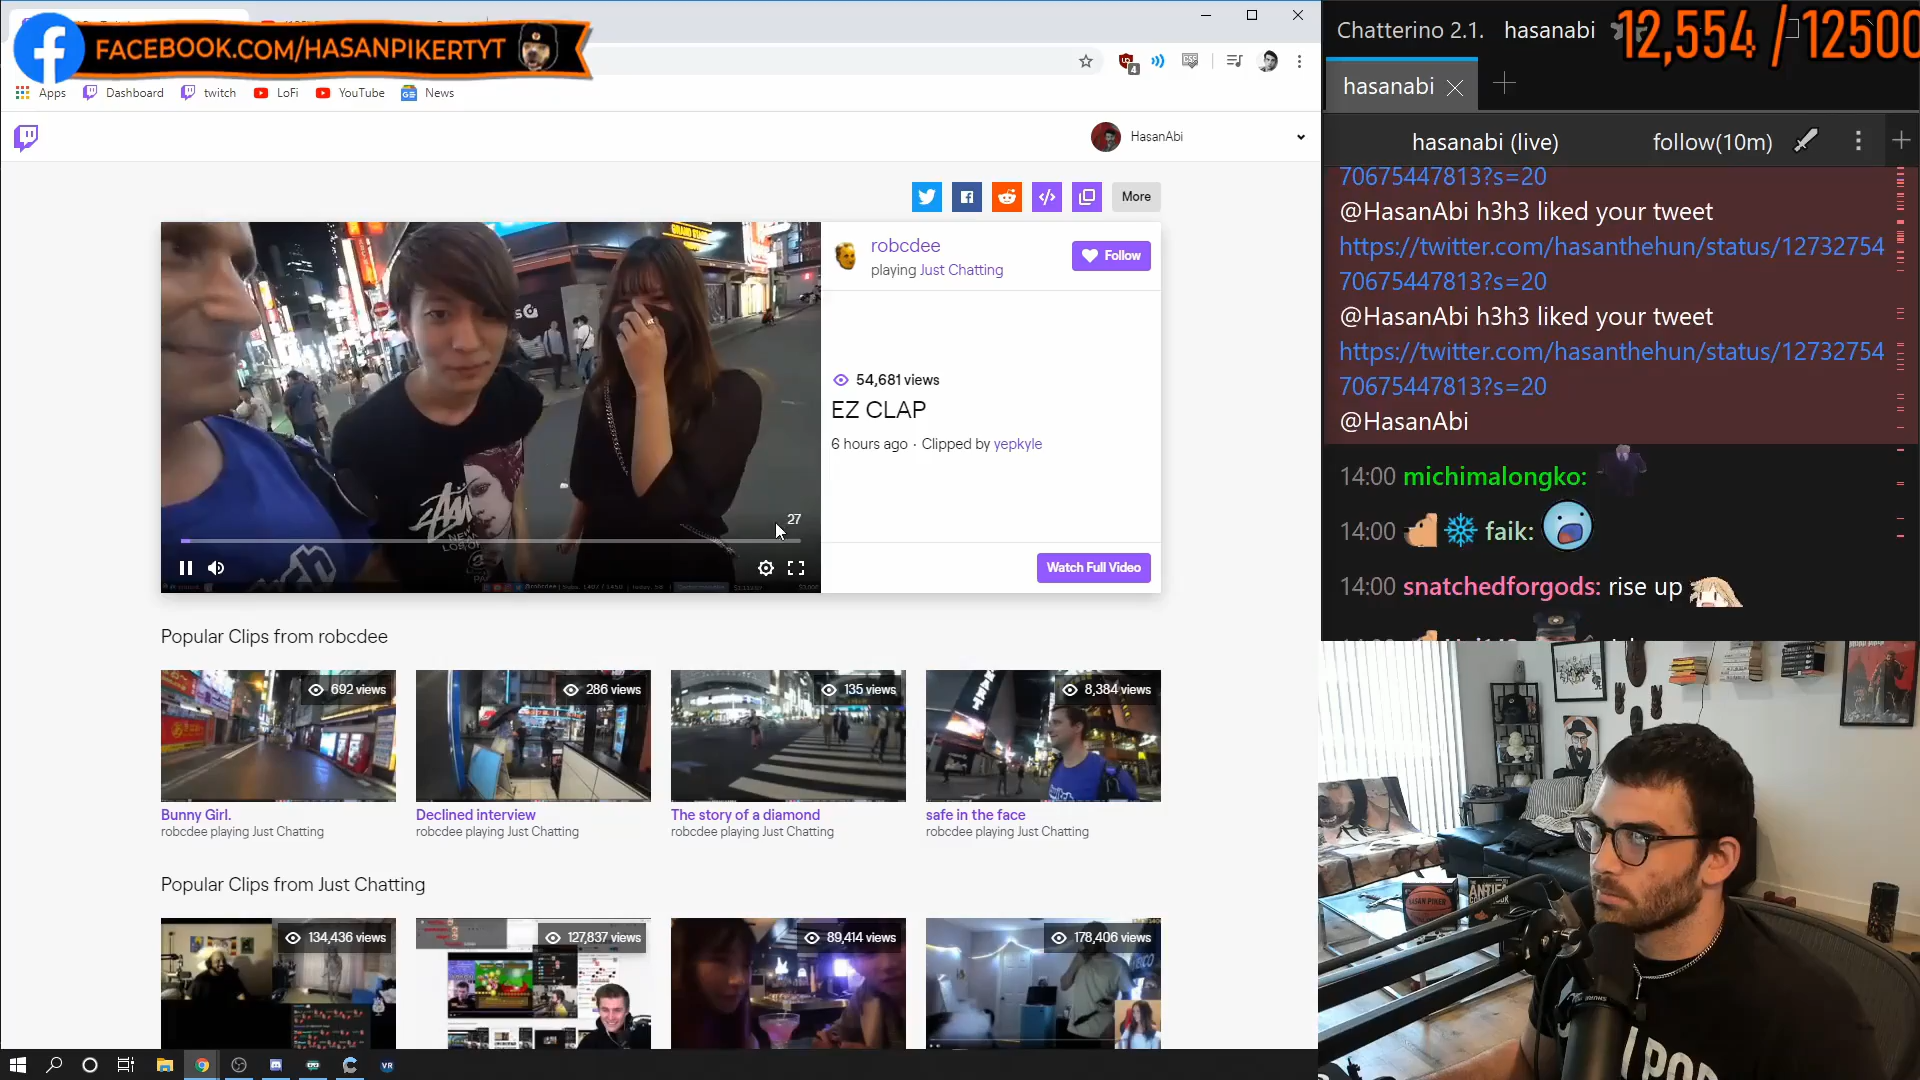 FACEBOOK.COM/HASANPIKERTYT
Apps
Dashboard
twitch
LoFi
YouTube
News
HasanAbi
More
robcdee
playing Just Chatting
Follow
54,681 views
EZ CLAP
6 hours ago · Clipped by yepkyle
27
Watch Full Video
Popular Clips from robcdee
692 views
286 views
135 views
8,384 views
Bunny Girl.
robcdee playing Just Chatting
Declined interview
robcdee playing Just Chatting
The story of a diamond
robcdee playing Just Chatting
safe in the face
robcdee playing Just Chatting
Popular Clips from Just Chatting
134,436 views
127,837 views
89,414 views
178,406 views
Chatterino 2.1.
hasanabi
12,554 / 12500
hasanabi
hasanabi (live)
follow(10m)
70675447813?s=20
@HasanAbi h3h3 liked your tweet
https://twitter.com/hasanthehun/status/12732754
70675447813?s=20
@HasanAbi h3h3 liked your tweet
https://twitter.com/hasanthehun/status/12732754
70675447813?s=20
@HasanAbi
14:00 michimalongko:
14:00 faik:
14:00 snatchedforgods: rise up